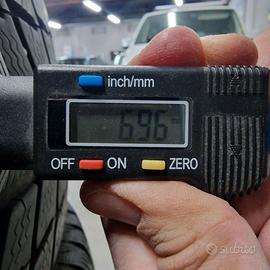 inch/mm
6.96
OFF ON ZERO
subito